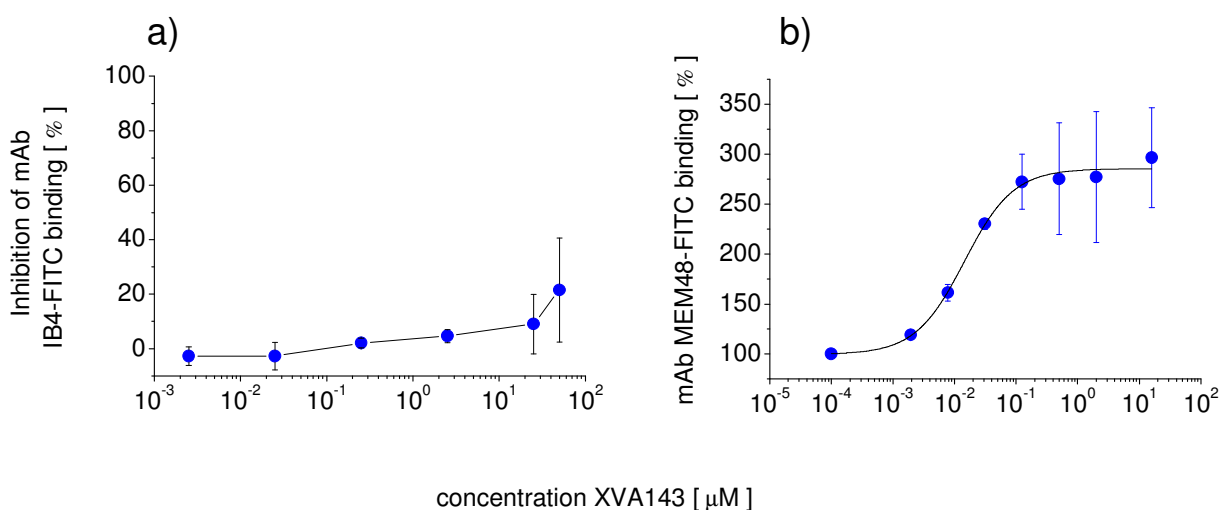 a)
Inhibition of mAb
IB4-FITC binding [ % ]
100
80
60
40
20
0
10⁻³ 10⁻² 10⁻¹ 10⁰ 10¹ 10²
b)
mAb MEM48-FITC binding [ % ]
350
300
250
200
150
100
10⁻⁵ 10⁻⁴ 10⁻³ 10⁻² 10⁻¹ 10⁰ 10¹ 10²
concentration XVA143 [ μM ]